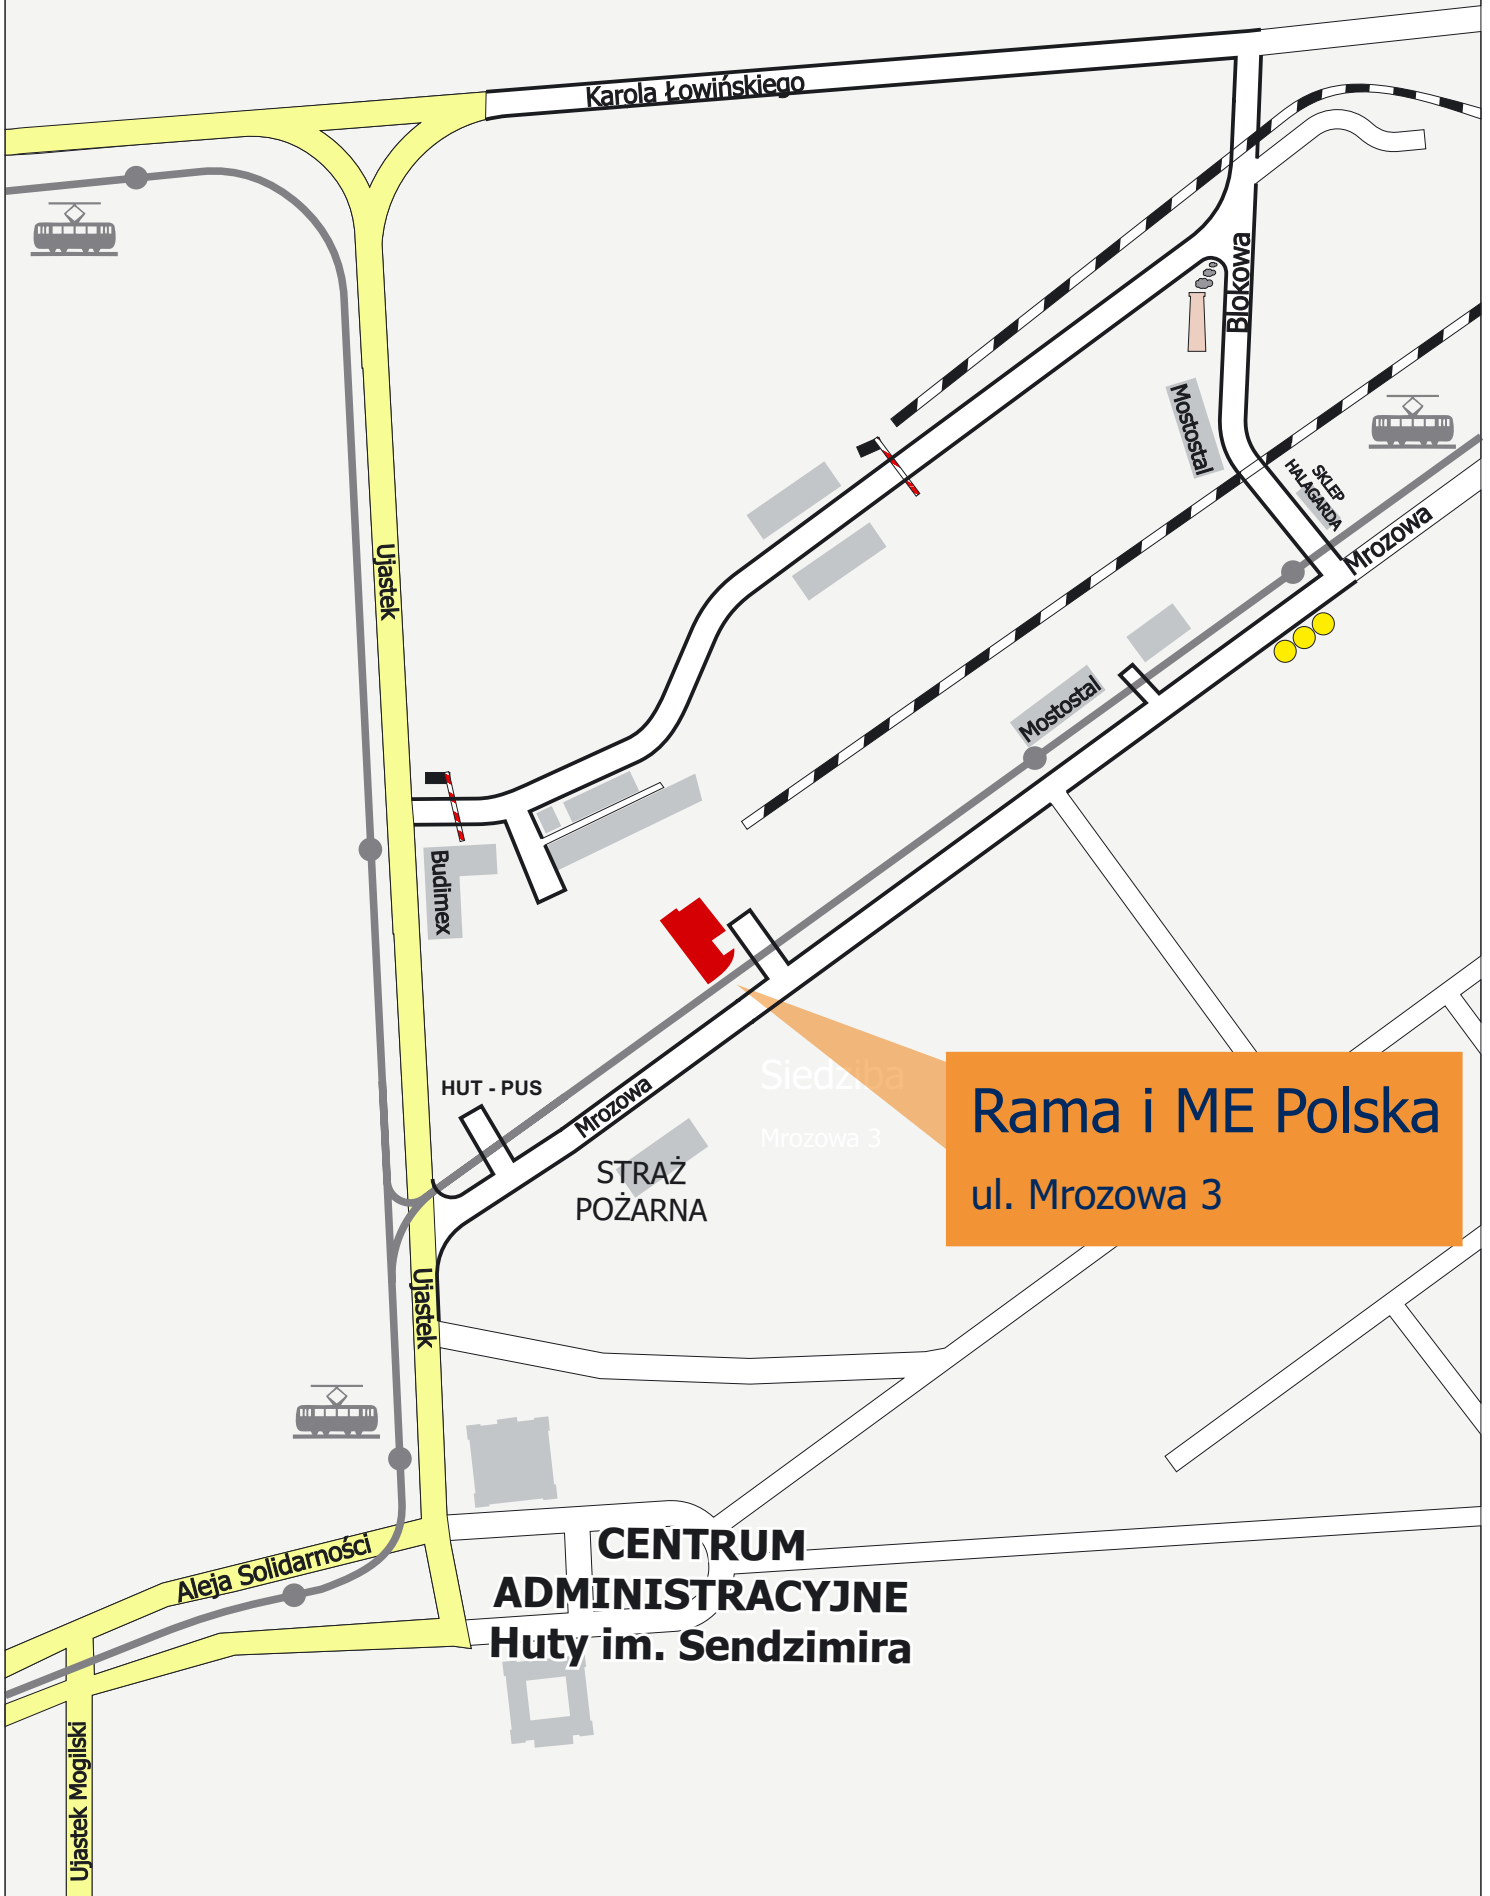 Karola Łowińskiego
Blokowa
Mostostal
SKLEP
HALAGARDA
Mrozowa
Ujastek
Mostostal
Budimex
HUT - PUS
Mrozowa
Siedziba
Mrozowa 3
Rama i ME Polska
ul. Mrozowa 3
STRAŻ
POŻARNA
Ujastek
Aleja Solidarności
CENTRUM
ADMINISTRACYJNE
Huty im. Sendzimira
Ujastek Mogilski